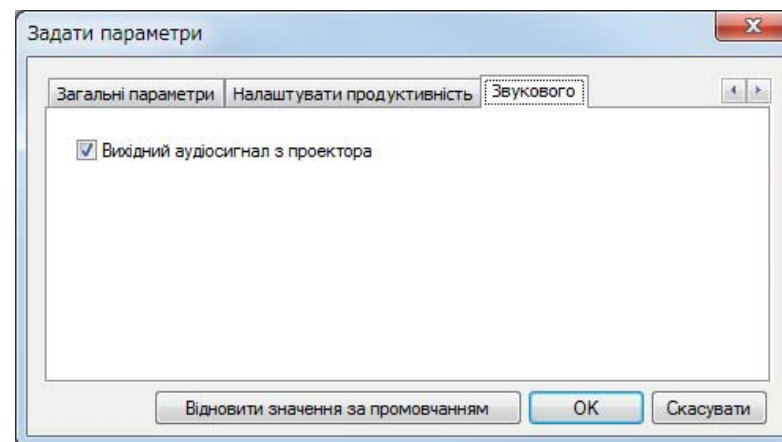 Задати параметри
Загальні параметри Налаштувати продуктивність Звукового
Вихідний аудіосигнал з проектора
Відновити значення за промовчанням OK Скасувати